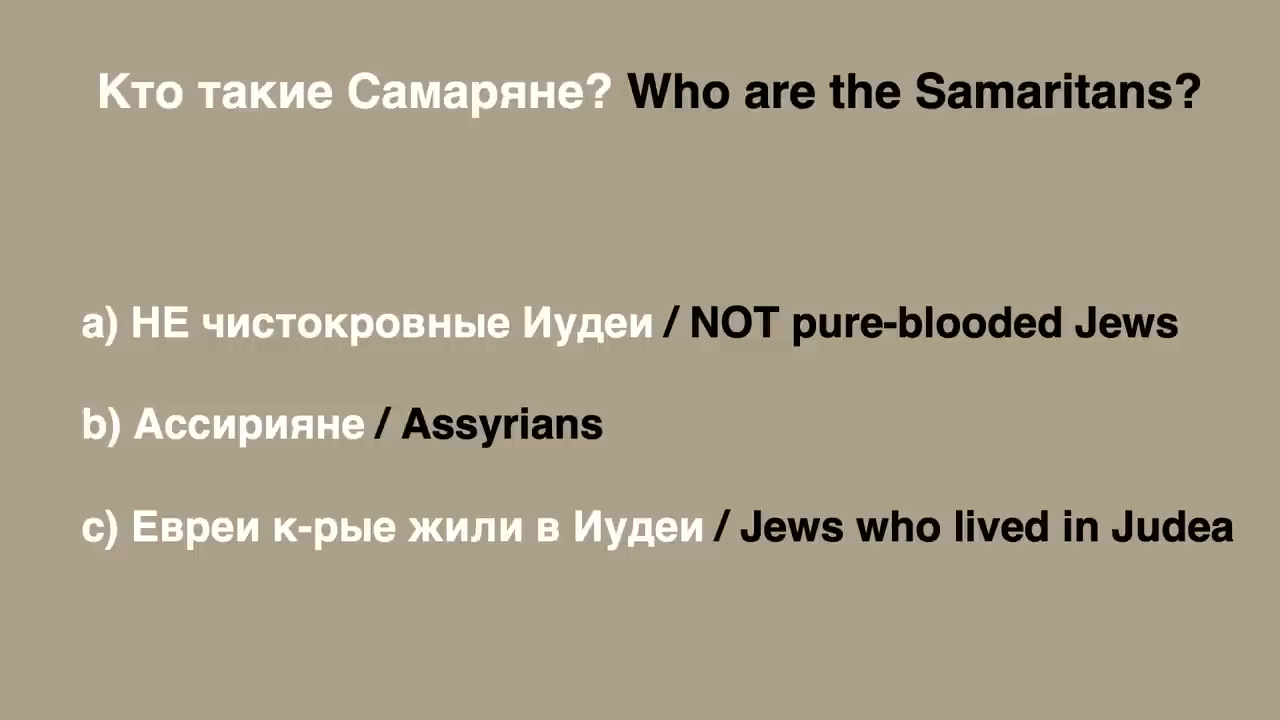 Кто такие Самаряне? Who are the Samaritans?
a) НЕ чистокровные Иудеи / NOT pure-blooded Jews
b) Ассирияне / Assyrians
c) Евреи к-рые жили в Иудеи / Jews who lived in Judea